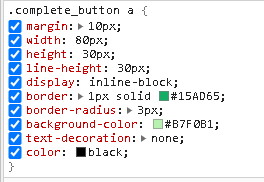 .complete_button a {
margin: 10px;
width: 80px;
height: 30px;
line-height: 30px;
display: inline-block;
border: 1px solid #15AD65;
border-radius: 3px;
background-color: #B7F0B1;
text-decoration: none;
color: black;
}